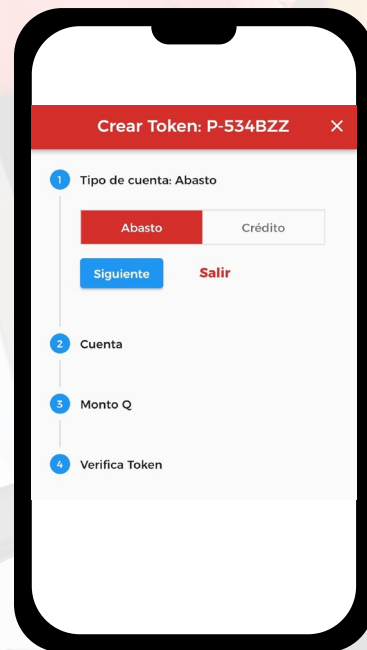 Crear Token: P-534BZZ ×
1 Tipo de cuenta: Abasto
Abasto Crédito
Siguiente Salir
2 Cuenta
3 Monto Q
4 Verifica Token